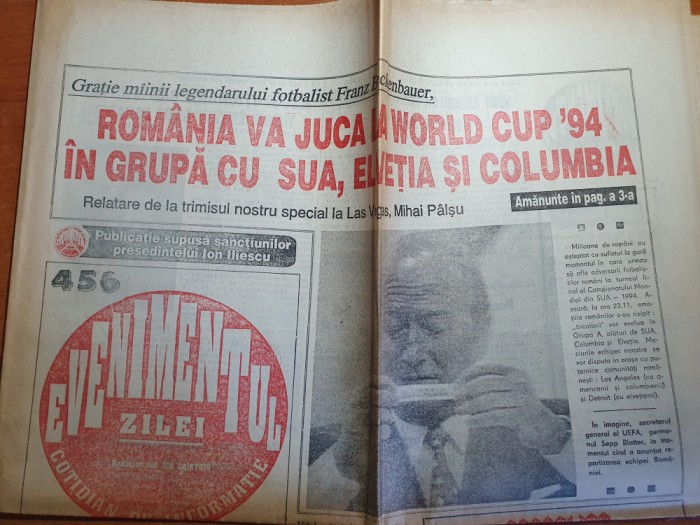 Grație mîinii legendarului fotbalist Franz Beckenbauer,
ROMÂNIA VA JUCA LA WORLD CUP '94
ÎN GRUPĂ CU SUA, ELVEȚIA ȘI COLUMBIA
Relatare de la trimisul nostru special la Las Vegas, Mihai Pâlșu
Amănunte în pag. a 3-a
Publicație supusă sancțiunilor
președintelui Ion Iliescu
456
EVENIMENTUL
ZILEI
COTIDIAN DE INFORMAȚIE
Milioane de români au
așteptat cu sufletul la gură
momentul în care urmau
să afle adversarii fotbaliș-
tilor români la turneul fi-
nal al Campionatului Mon-
dial din SUA — 1994. A-
seară, la ora 23,11, emo-
țiile românilor s-au risipit :
„tricolorii” vor evolua în
Grupa A, alături de SUA,
Columbia și Elveția. Me-
ciurile echipei noastre se
vor disputa în orașe cu pu-
ternice comunități româ-
nești : Los Angeles (cu a-
mericanii și columbienii)
și Detroit (cu elvețienii).
În imagine, secretarul
general al UEFA, germa-
nul Sepp Blatter, în mo-
mentul cînd a anunțat re-
partizarea echipei Româ-
niei.